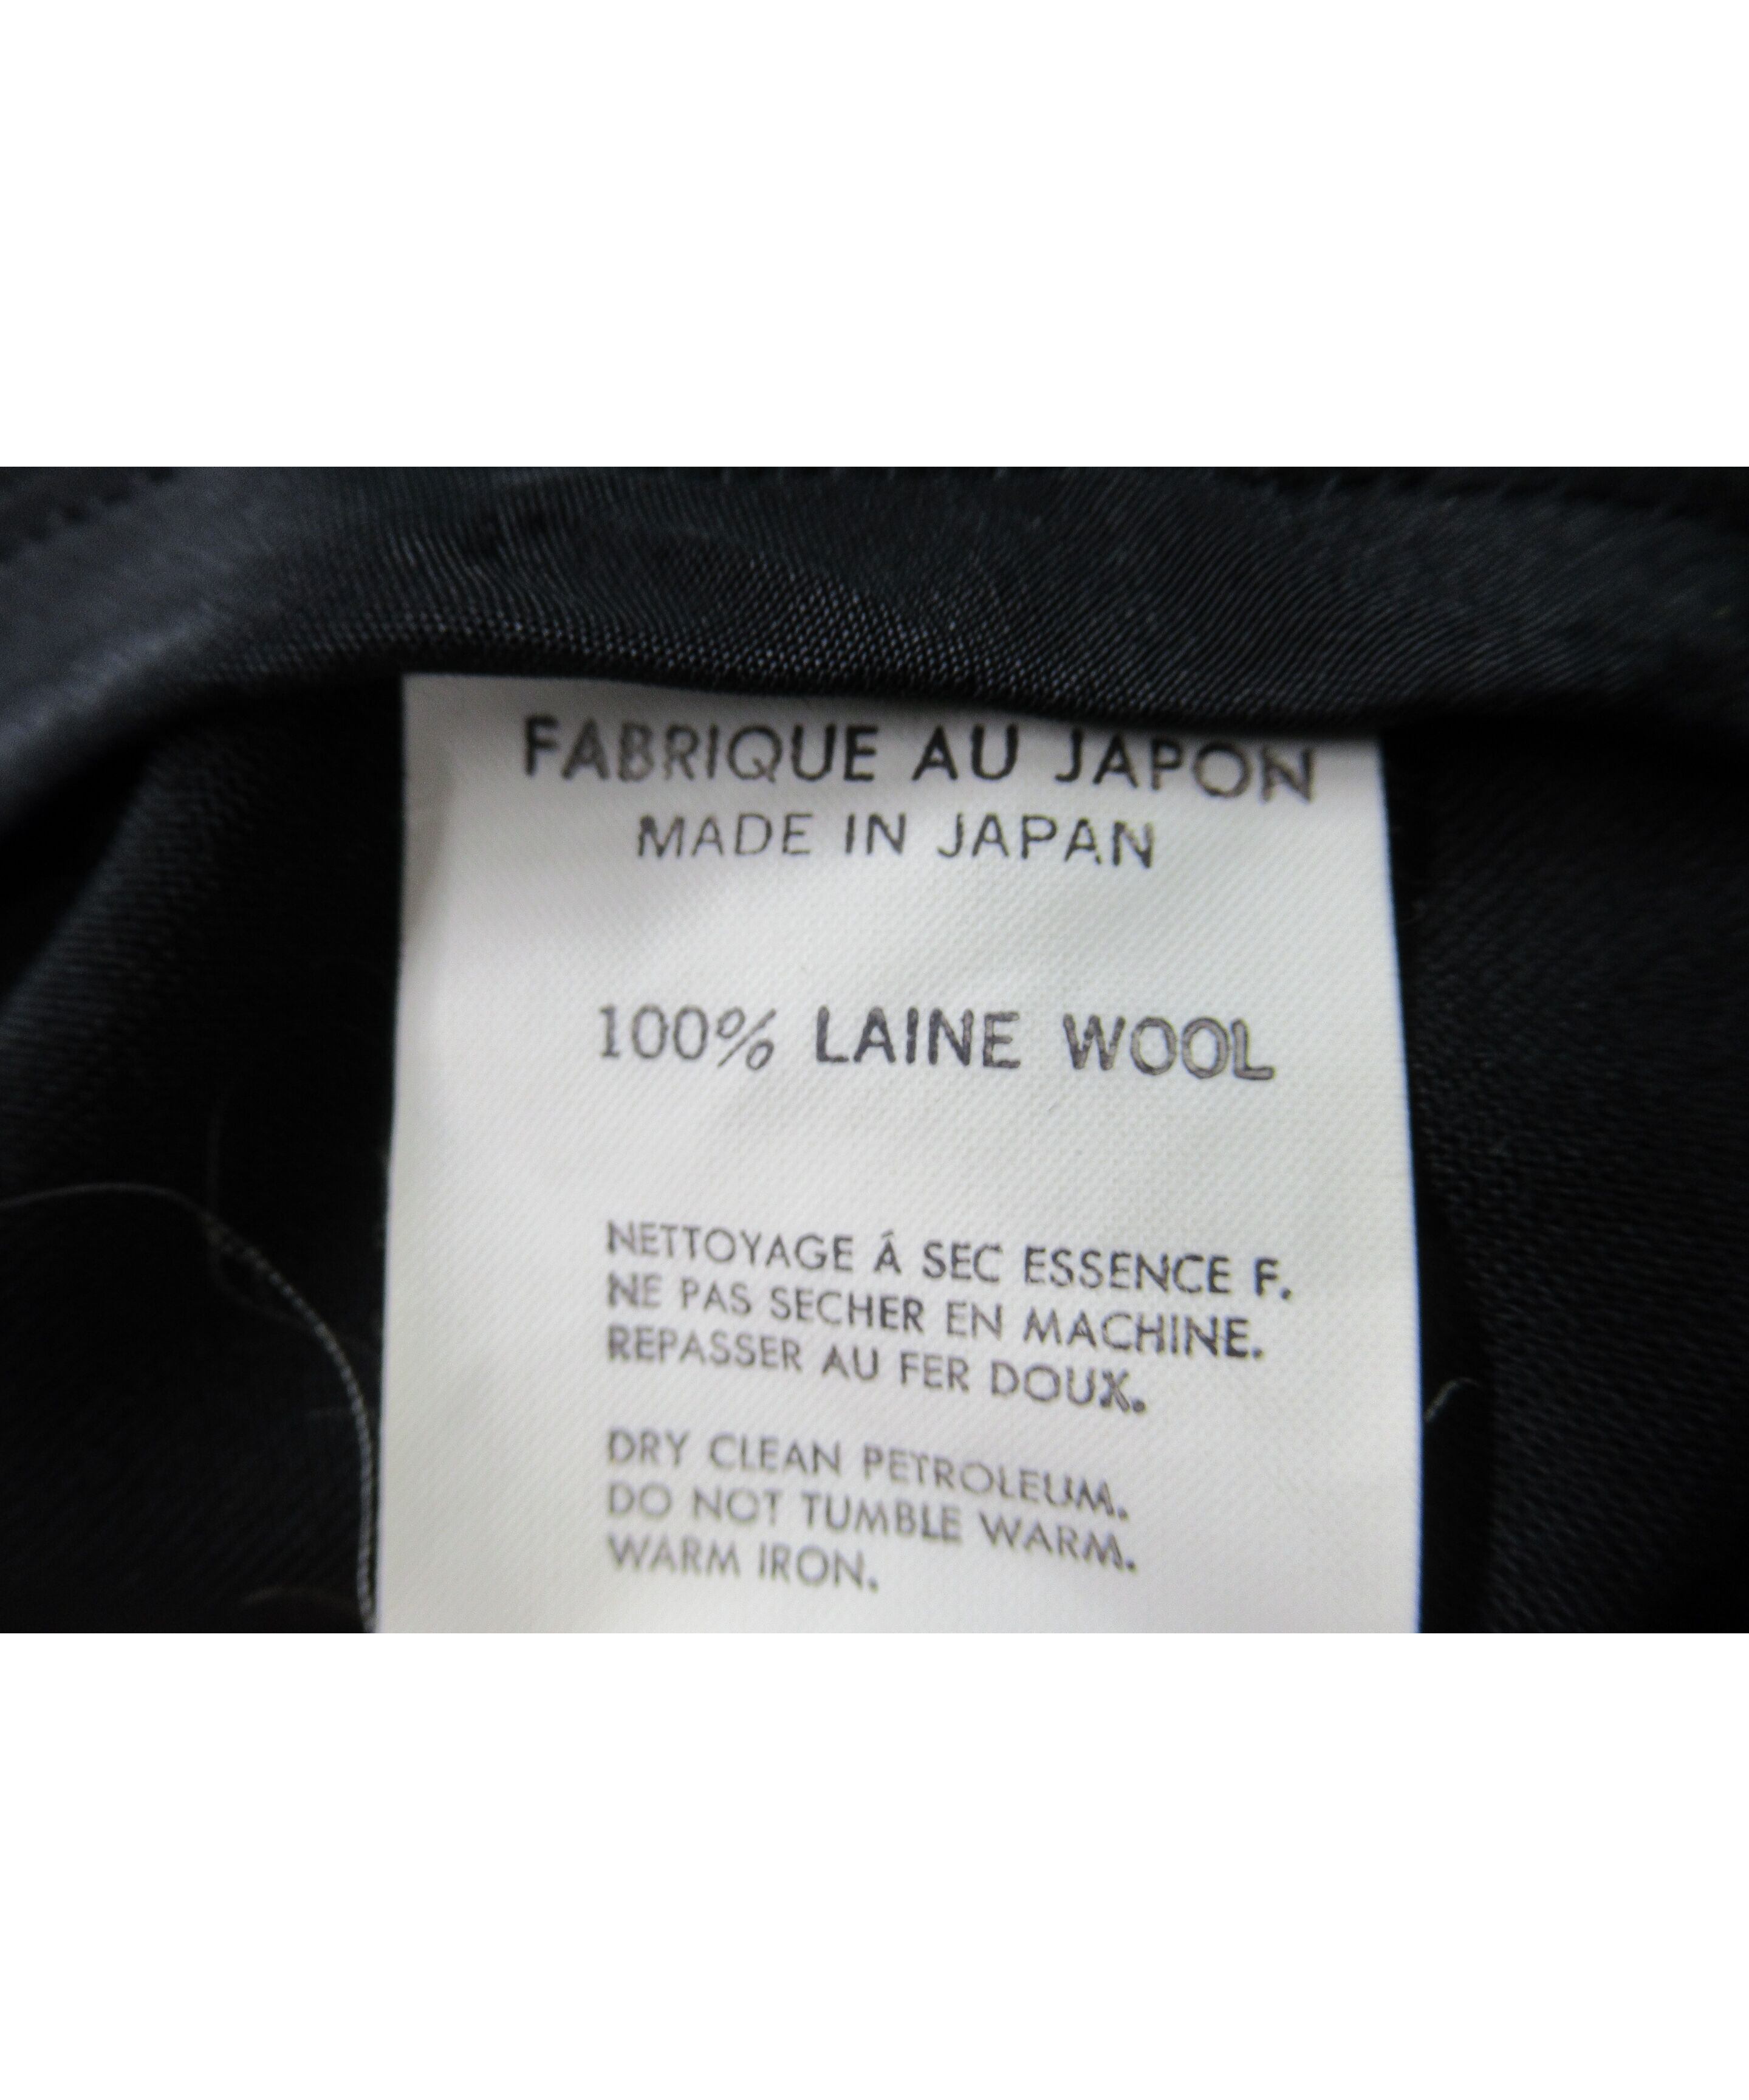 FABRIQUE AU JAPON
MADE IN JAPAN
100% LAINE WOOL
NETTOYAGE Á SEC ESSENCE F.
NE PAS SECHER EN MACHINE.
REPASSER AU FER DOUX.
DRY CLEAN PETROLEUM.
DO NOT TUMBLE WARM.
WARM IRON.